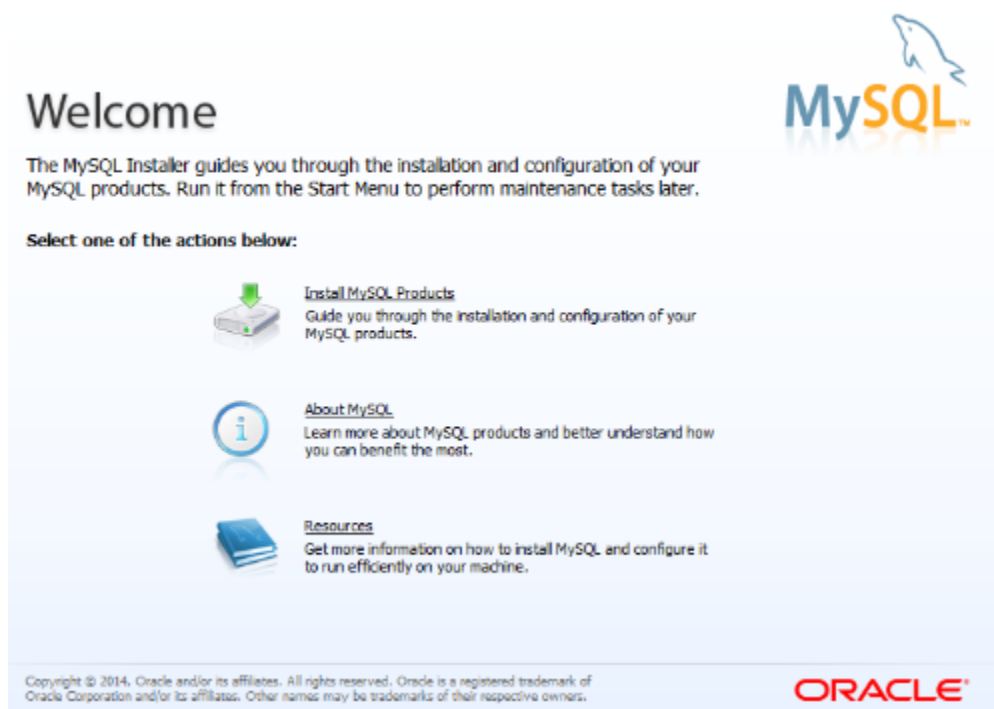 MySQL™
Welcome
The MySQL Installer guides you through the installation and configuration of your
MySQL products. Run it from the Start Menu to perform maintenance tasks later.
Select one of the actions below:
Install MySQL Products
Guide you through the installation and configuration of your
MySQL products.
About MySQL
Learn more about MySQL products and better understand how
you can benefit the most.
Resources
Get more information on how to install MySQL and configure it
to run efficiently on your machine.
Copyright © 2014, Oracle and/or its affiliates. All rights reserved. Oracle is a registered trademark of
Oracle Corporation and/or its affiliates. Other names may be trademarks of their respective owners.
ORACLE®